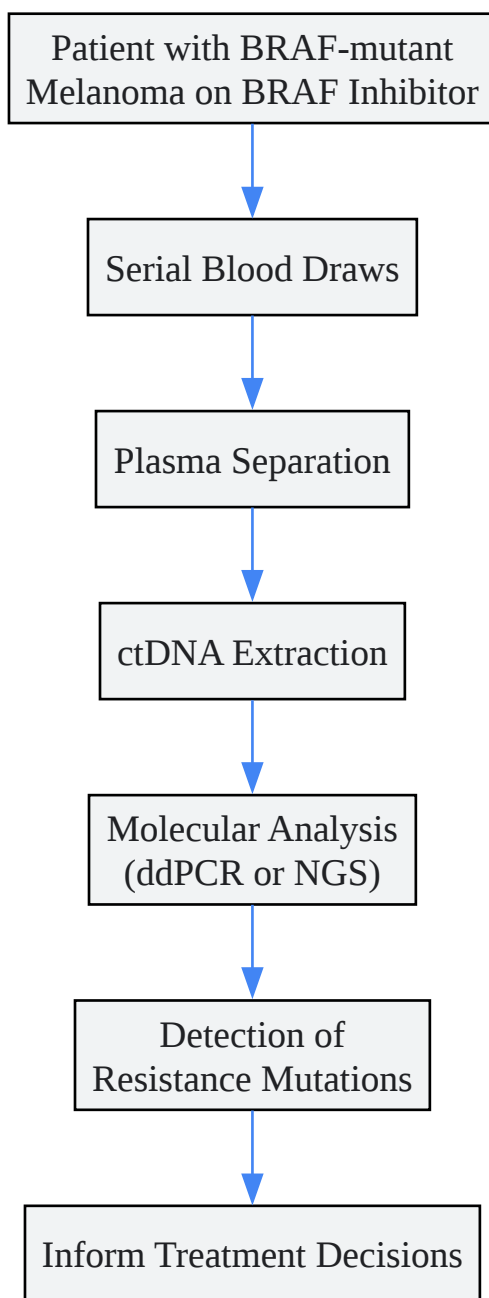 Patient with BRAF-mutant
Melanoma on BRAF Inhibitor
Serial Blood Draws
Plasma Separation
ctDNA Extraction
Molecular Analysis
(ddPCR or NGS)
Detection of
Resistance Mutations
Inform Treatment Decisions